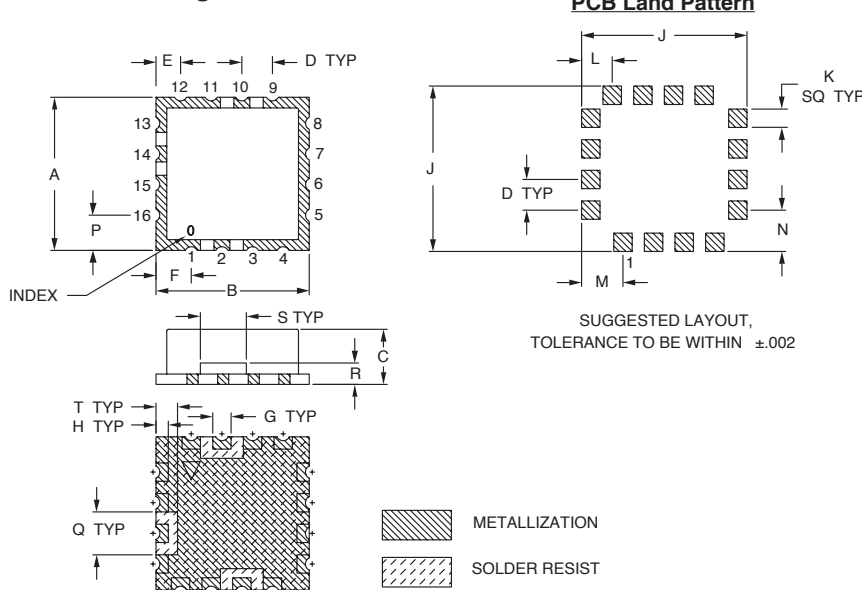 PCB Land Pattern
E
D TYP
12 11 10 9
13
14
15
16
8
7
6
5
A
P
0
1 2 3 4
F
B
INDEX
J
L
K
SQ TYP
J
D TYP
N
1
M
SUGGESTED LAYOUT,
TOLERANCE TO BE WITHIN ±.002
S TYP
C
R
T TYP
H TYP
G TYP
Q TYP
METALLIZATION
SOLDER RESIST